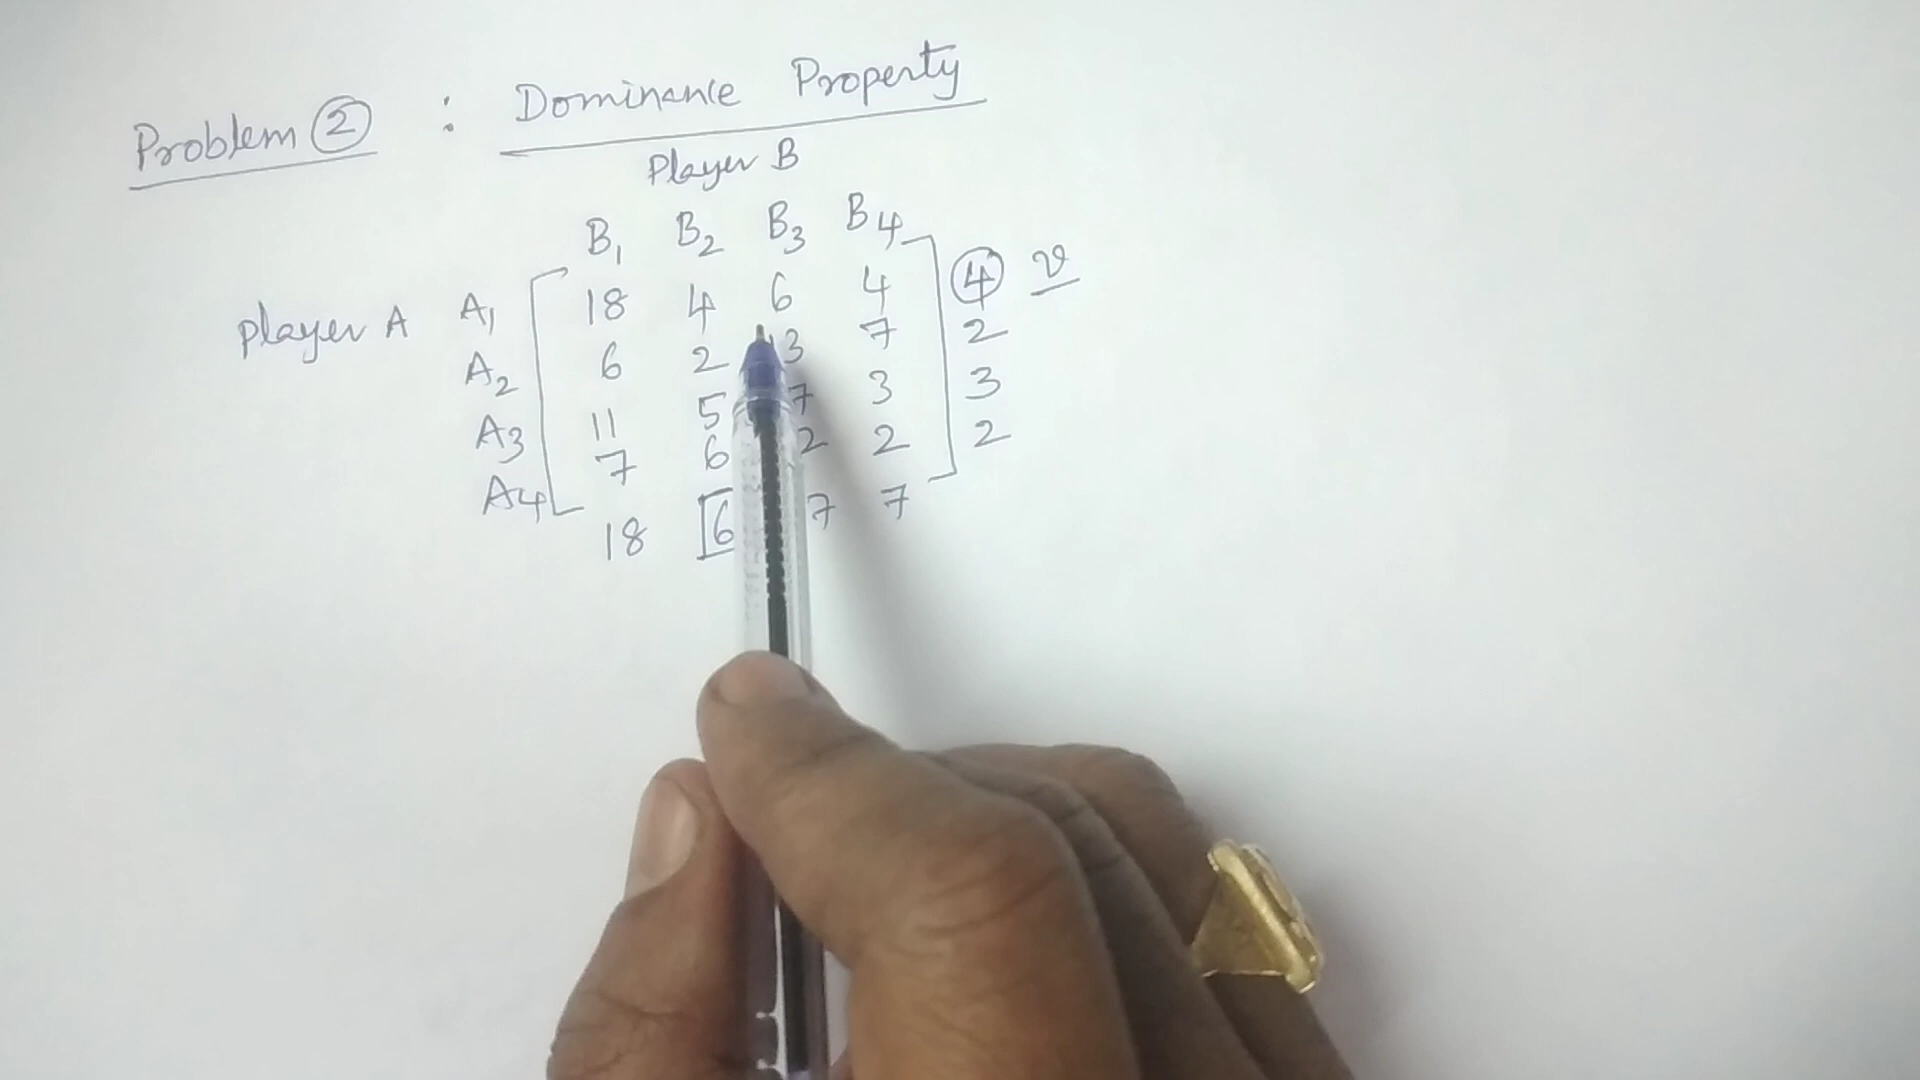 Problem ② : Dominance Property
Player B
B₁ B₂ B₃ B₄
Player A A₁ 18 4 6 4 ④ v
A₂ 6 2 13 7 2
A₃ 11 5 7 3 3
A₄ 7 6 2 2 2
18 6 7 7